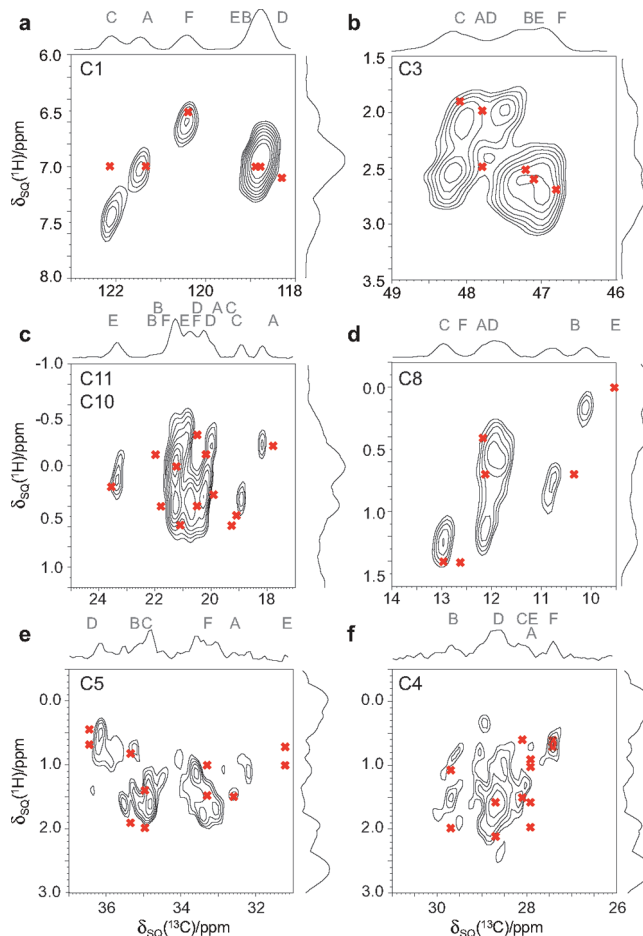 C A F EB D
a
C1
6.0
6.5
7.0
7.5
8.0
122 120 118
δSQ(¹H)/ppm
C AD BE F
b
C3
1.5
2.0
2.5
3.0
3.5
49 48 47 46
B D A C
E B F E F D C A
c
C11
C10
-1.0
-0.5
0.0
0.5
1.0
24 22 20 18
δSQ(¹H)/ppm
C F AD B E
d
C8
0.0
0.5
1.0
1.5
14 13 12 11 10
D B C F A E
e
C5
0.0
1.0
2.0
3.0
36 34 32
δSQ(¹H)/ppm
δSQ(¹³C)/ppm
B D CE F
A
f
C4
0.0
1.0
2.0
3.0
30 28 26
δSQ(¹³C)/ppm